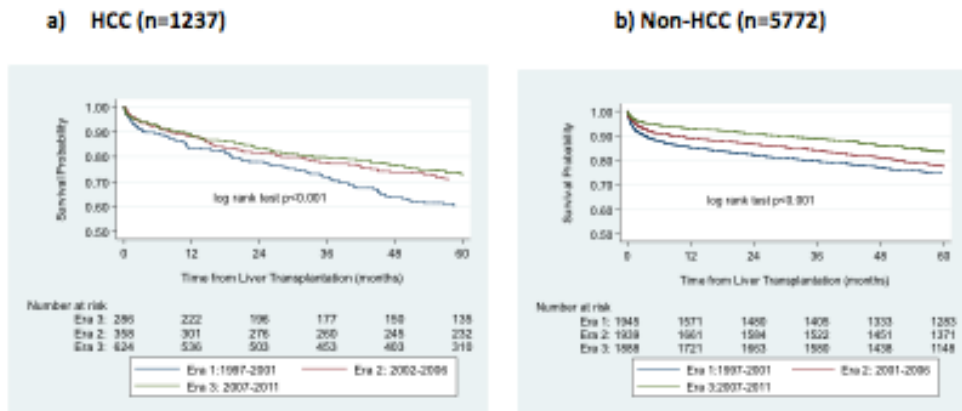 a) HCC (n=1237)
b) Non-HCC (n=5772)
Survival Probability
1.00
0.90
0.80
0.70
0.60
0.50
log rank test p<0.001
0 12 24 36 48 60
Time from Liver Transplantation (months)
Number at risk
222 196 177 150 135
Era 2: 358 301 276 260 245 232
Era 3: 624 536 503 453 403 310
Era 1:1997-2001 Era 2: 2002-2006
Era 3: 2007-2011
Survival Probability
1.00
0.90
0.80
0.70
0.60
0.50
log rank test p<0.001
0 12 24 36 48 60
Time from Liver Transplantation (months)
Number at risk
Era 1: 1945 1571 1480 1405 1333 1283
Era 2: 1939 1661 1584 1522 1451 1371
Era 3: 1888 1721 1663 1580 1438 1148
Era 1:1997-2001 Era 2: 2001-2006
Era 3:2007-2011